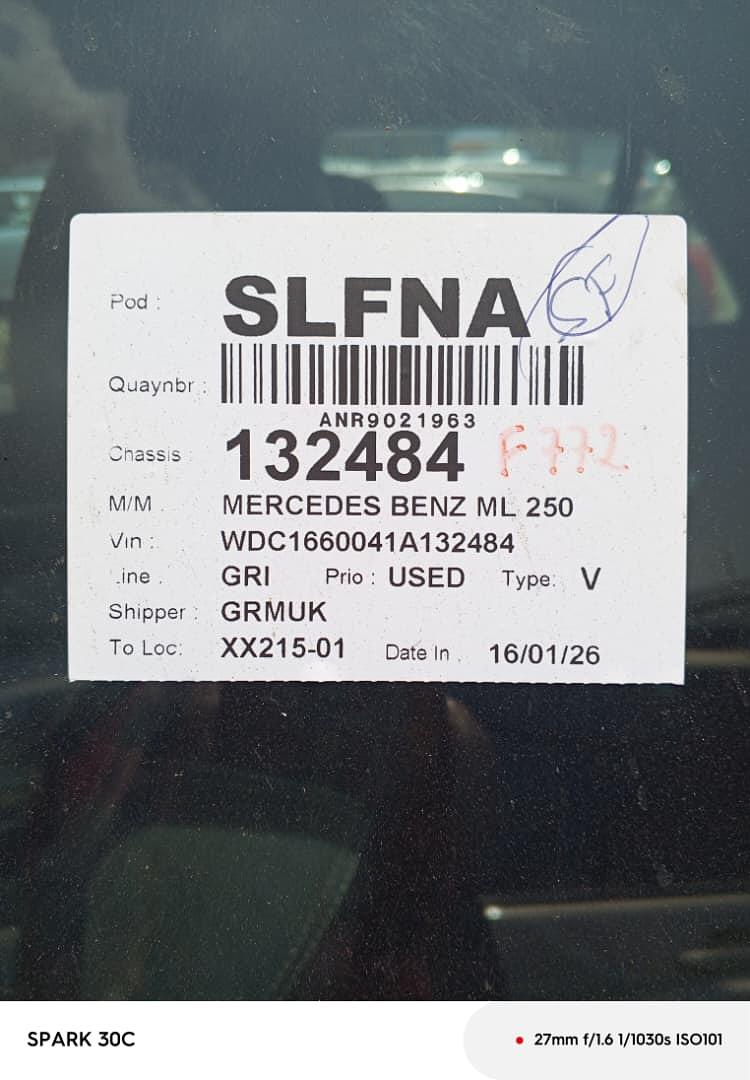 Pod : SLFNA
Quaynbr :
ANR9021963
Chassis : 132484 F772
M/M : MERCEDES BENZ ML 250
Vin : WDC1660041A132484
Line : GRI Prio : USED Type: V
Shipper : GRMUK
To Loc: XX215-01 Date In : 16/01/26
SPARK 30C
27mm f/1.6 1/1030s ISO101